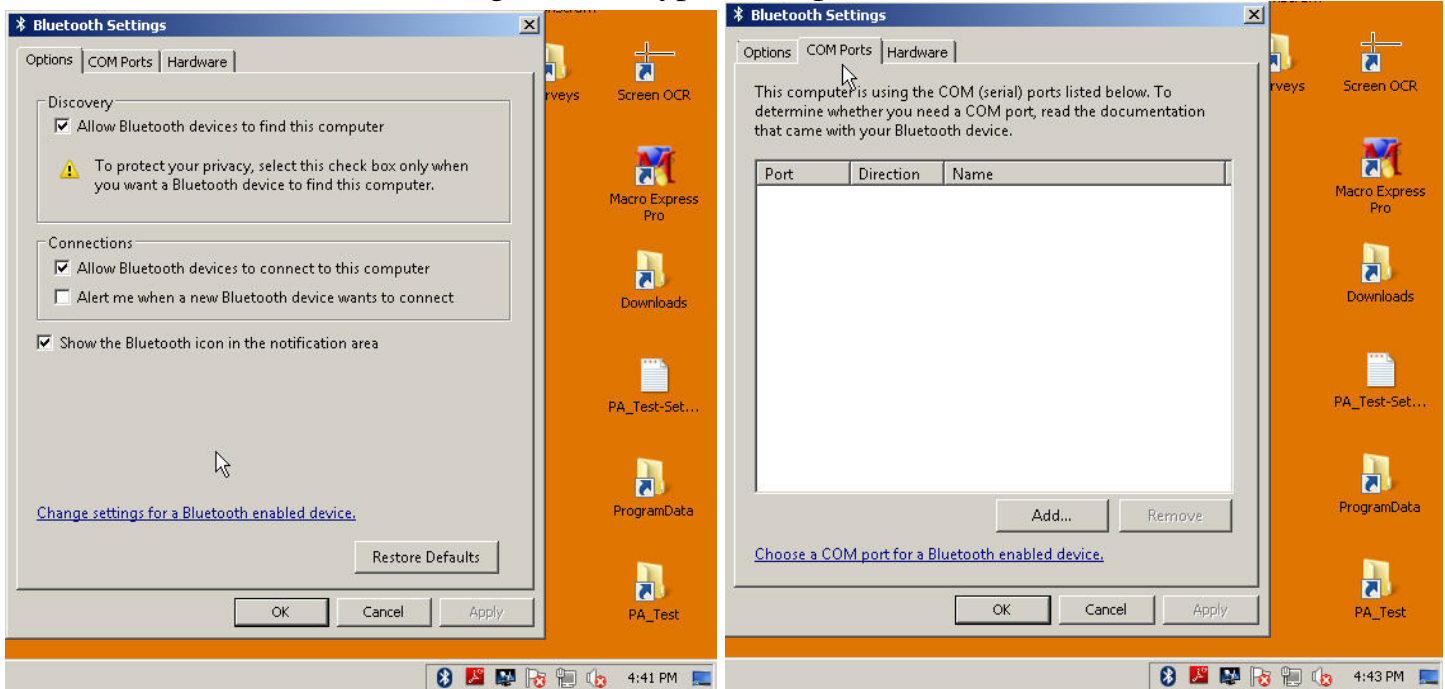 Bluetooth Settings
Options COM Ports Hardware
Discovery
Allow Bluetooth devices to find this computer
To protect your privacy, select this check box only when
you want a Bluetooth device to find this computer.
Connections
Allow Bluetooth devices to connect to this computer
Alert me when a new Bluetooth device wants to connect
Show the Bluetooth icon in the notification area
Change settings for a Bluetooth enabled device.
Restore Defaults
OK Cancel Apply
rveys Screen OCR
Macro Express
Pro
Downloads
PA_Test-Set...
ProgramData
PA_Test
4:41 PM
Bluetooth Settings
Options COM Ports Hardware
This computer is using the COM (serial) ports listed below. To
determine whether you need a COM port, read the documentation
that came with your Bluetooth device.
Port Direction Name
Add... Remove
Choose a COM port for a Bluetooth enabled device.
OK Cancel Apply
rveys Screen OCR
Macro Express
Pro
Downloads
PA_Test-Set...
ProgramData
PA_Test
4:43 PM